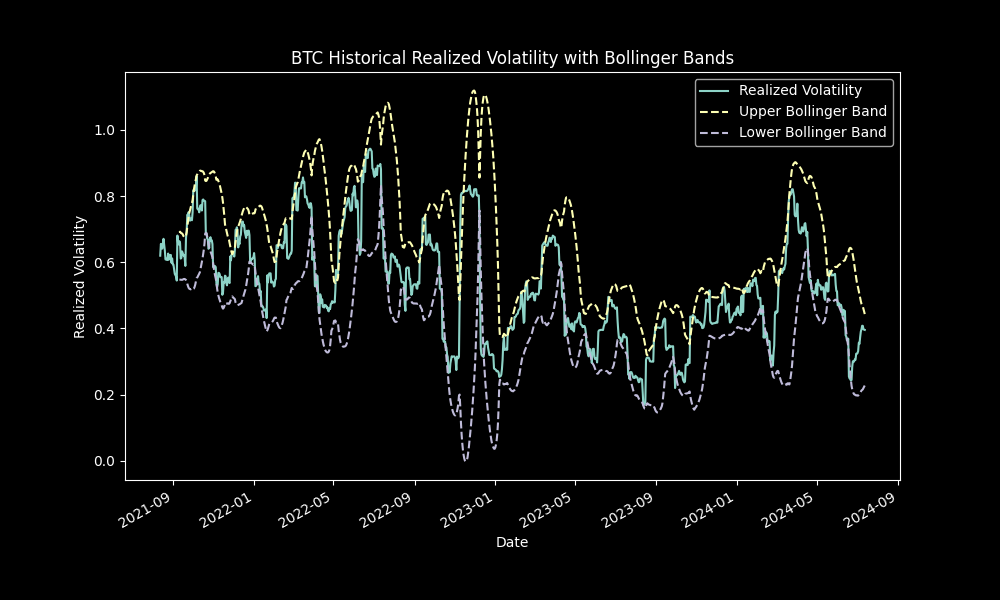 BTC Historical Realized Volatility with Bollinger Bands
Realized Volatility
Upper Bollinger Band
Lower Bollinger Band
Realized Volatility
1.0
0.8
0.6
0.4
0.2
0.0
2021-09
2022-01
2022-05
2022-09
2023-01
2023-05
2023-09
2024-01
2024-05
2024-09
Date